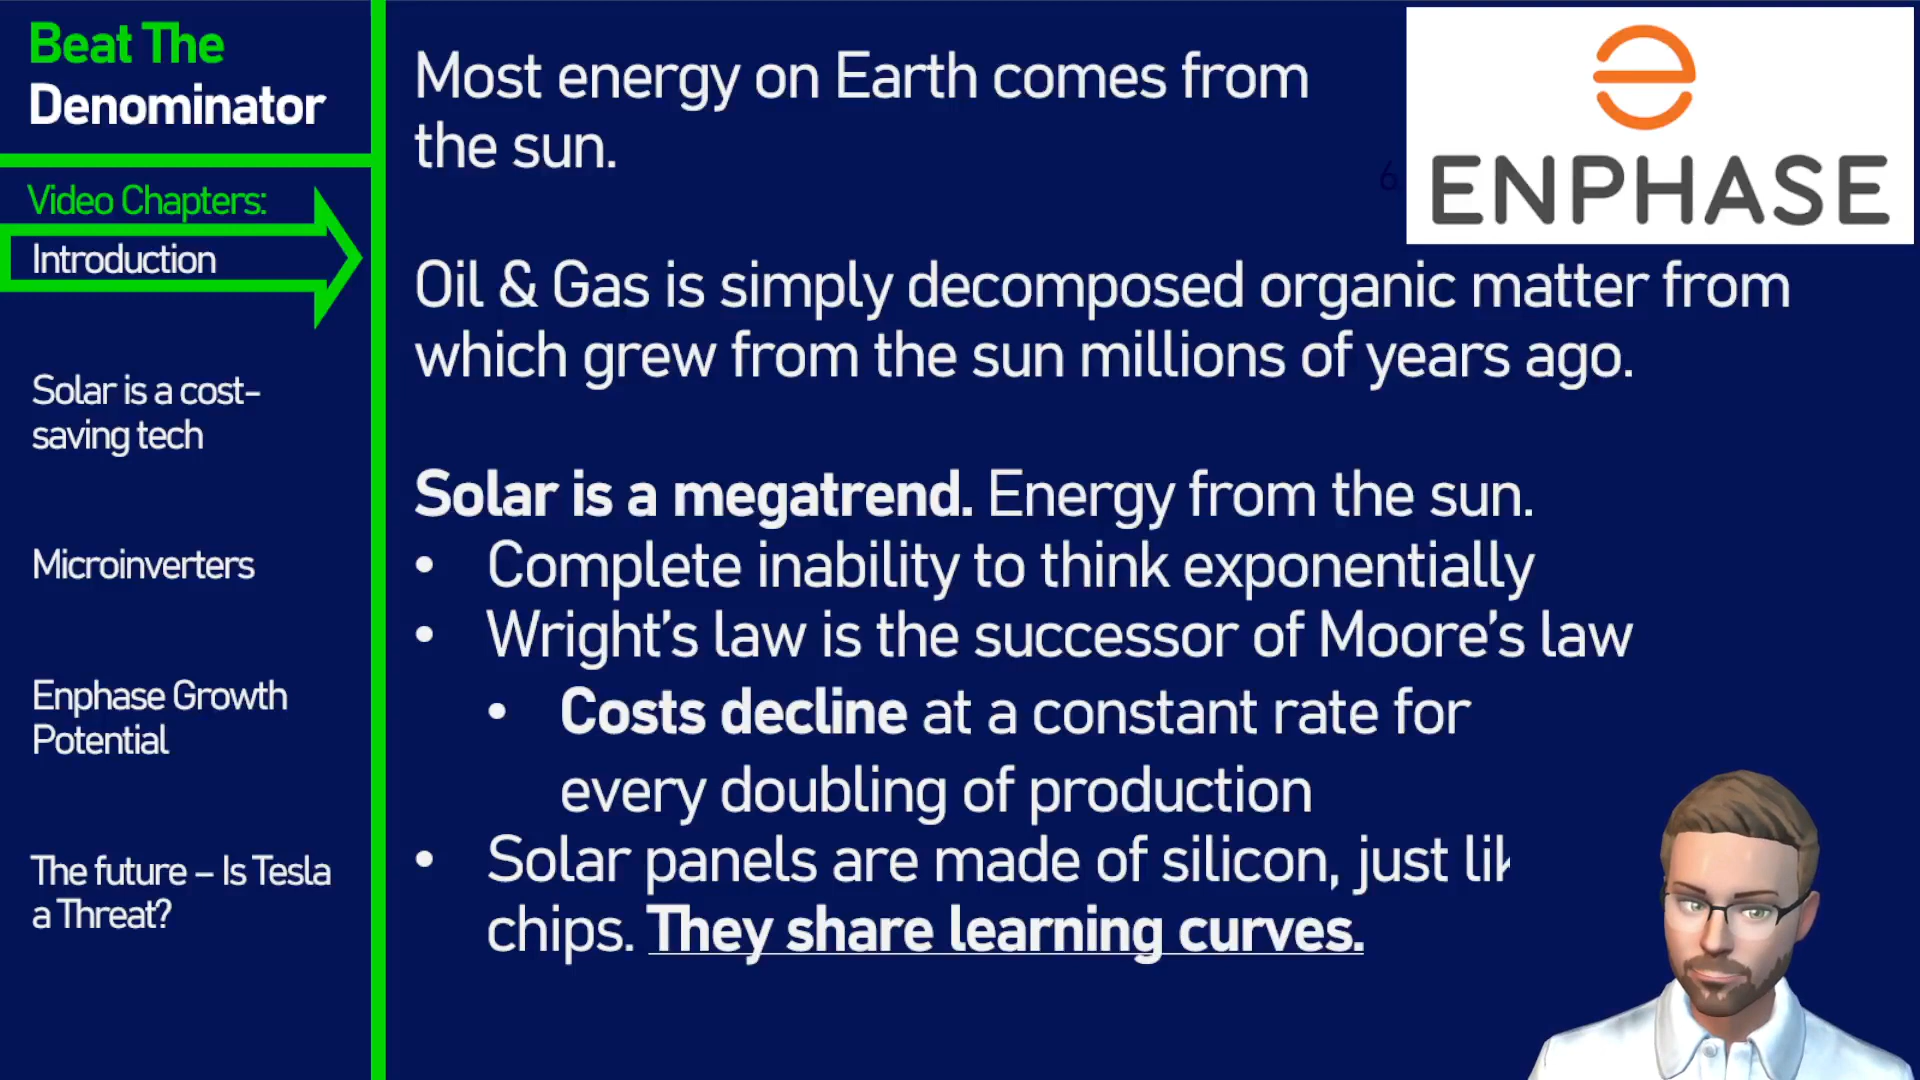 Beat The
Denominator
Video Chapters:
Introduction
Solar is a cost-
saving tech
Microinverters
Enphase Growth
Potential
The future – Is Tesla
a Threat?
Most energy on Earth comes from
the sun.
6
ENPHASE
Oil & Gas is simply decomposed organic matter from
which grew from the sun millions of years ago.
Solar is a megatrend. Energy from the sun.
• Complete inability to think exponentially
• Wright's law is the successor of Moore's law
• Costs decline at a constant rate for
every doubling of production
• Solar panels are made of silicon, just
chips. They share learning curves.